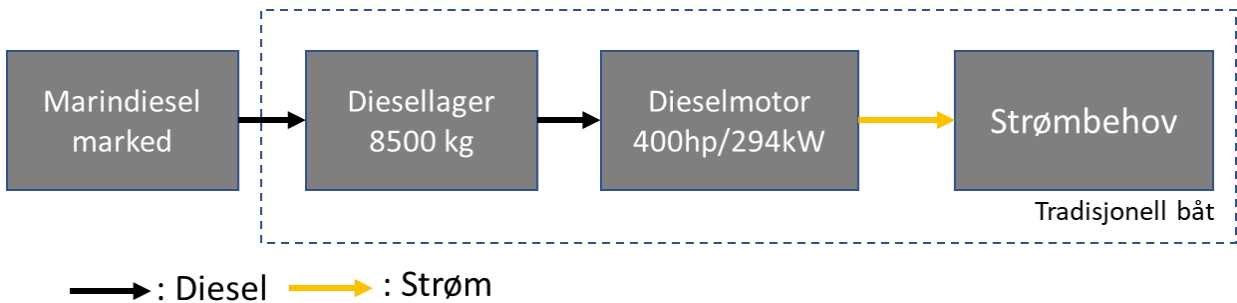 Marindiesel
marked
Diesellager
8500 kg
Dieselmotor
400hp/294kW
Strømbehov
Tradisjonell båt
: Diesel
: Strøm